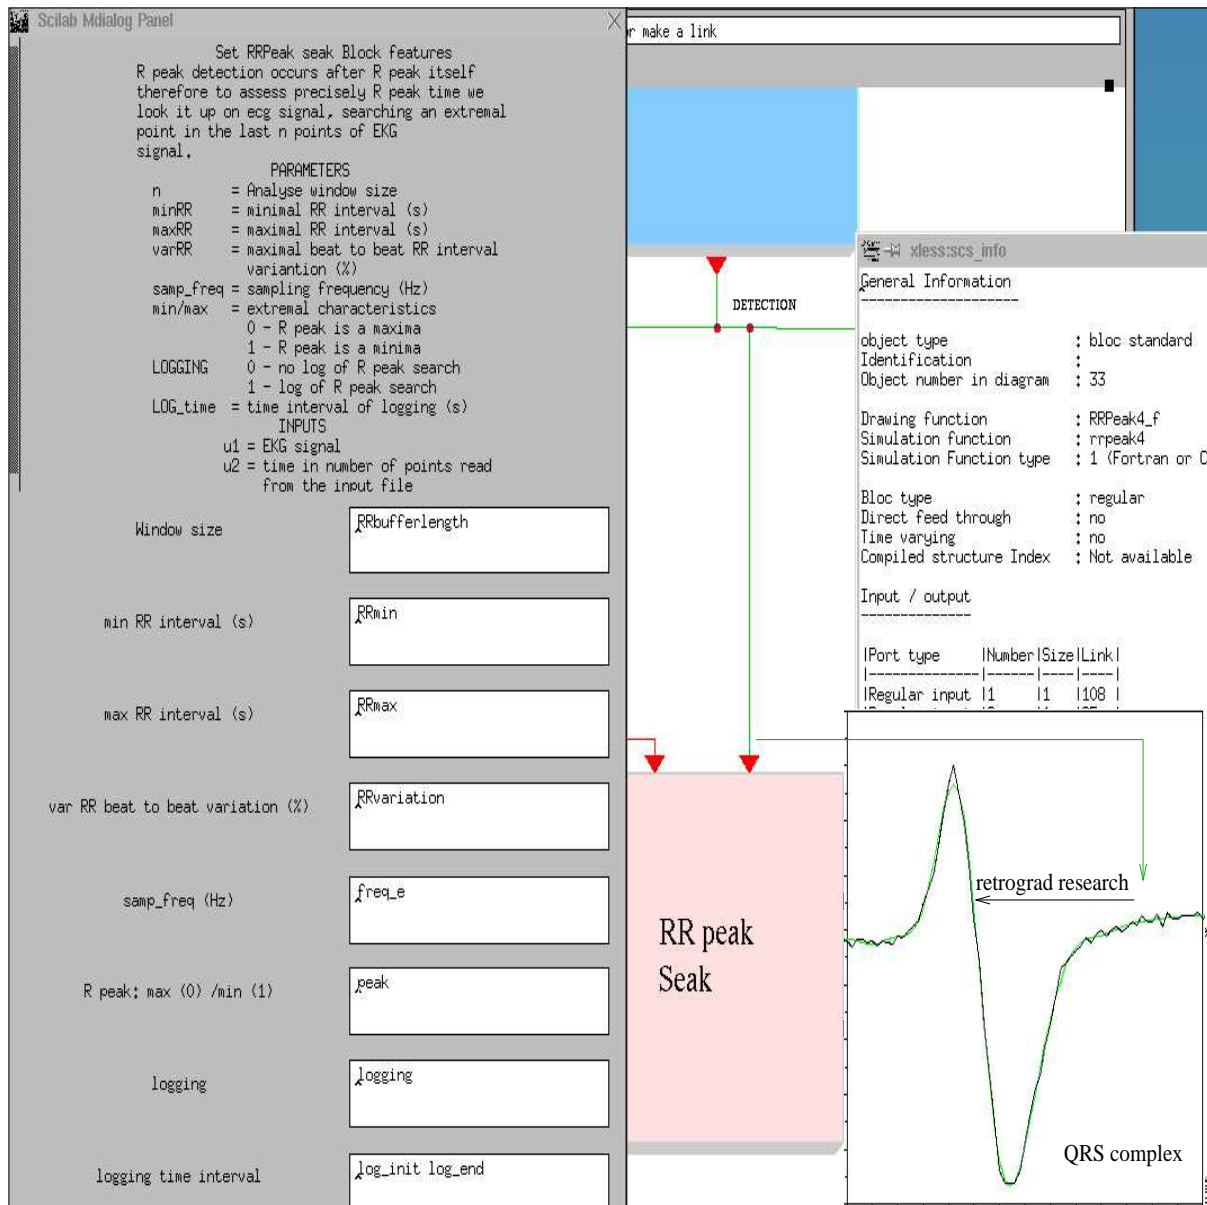 Scilab Mdialog Panel
Set RRPeak seak Block features
R peak detection occurs after R peak itself
therefore to assess precisely R peak time we
look it up on ecg signal, searching an extremal
point in the last n points of EKG
signal.
PARAMETERS
n = Analyse window size
minRR = minimal RR interval (s)
maxRR = maximal RR interval (s)
varRR = maximal beat to beat RR interval
variantion (%)
samp_freq = sampling frequency (Hz)
min/max = extremal characteristics
0 - R peak is a maxima
1 - R peak is a minima
LOGGING 0 - no log of R peak search
1 - log of R peak search
LOG_time = time interval of logging (s)
INPUTS
u1 = EKG signal
u2 = time in number of points read
from the input file
Window size RRbufferlength
min RR interval (s) RRmin
max RR interval (s) RRmax
var RR beat to beat variation (%) RRvariation
samp_freq (Hz) freq_e
R peak: max (0) /min (1) peak
logging logging
logging time interval log_init log_end
r make a link
DETECTION
RR peak
Seak
xless:scs_info
General Information
--------------------
object type : bloc standard
Identification :
Object number in diagram : 33
Drawing function : RRPeak4_f
Simulation function : rrpeak4
Simulation Function type : 1 (Fortran or C
Bloc type : regular
Direct feed through : no
Time varying : no
Compiled structure Index : Not available
Input / output
--------------
|Port type |Number|Size|Link|
|--------------|------|----|----|
|Regular input |1 |1 |108 |
retrograd research
QRS complex